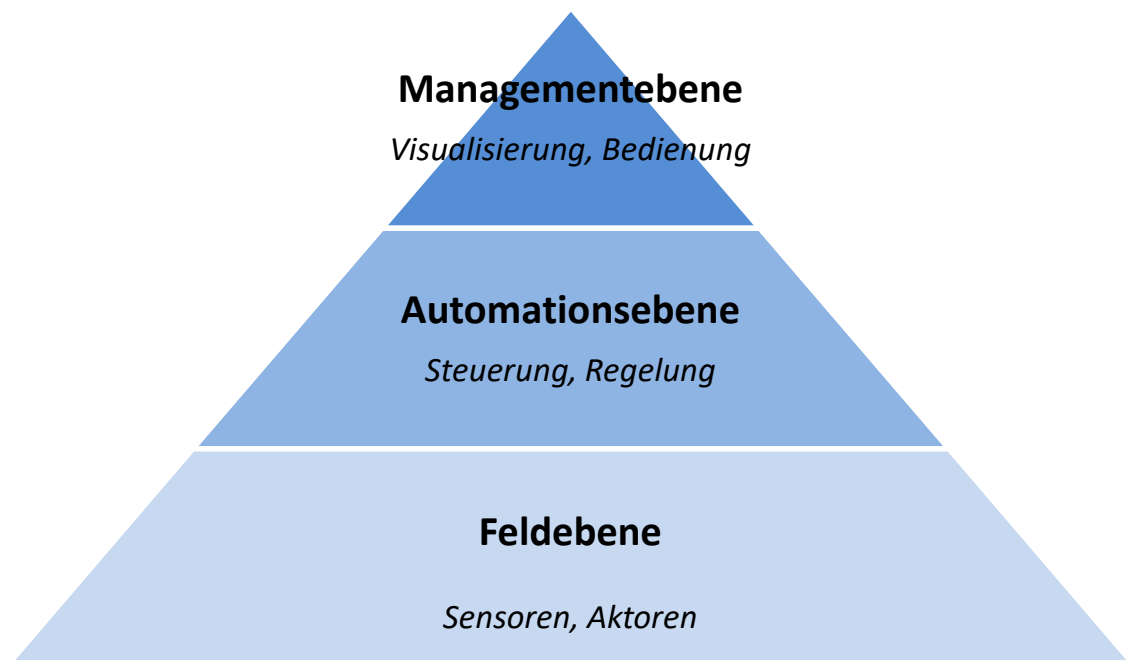 Managementebene
Visualisierung, Bedienung
Automationsebene
Steuerung, Regelung
Feldebene
Sensoren, Aktoren